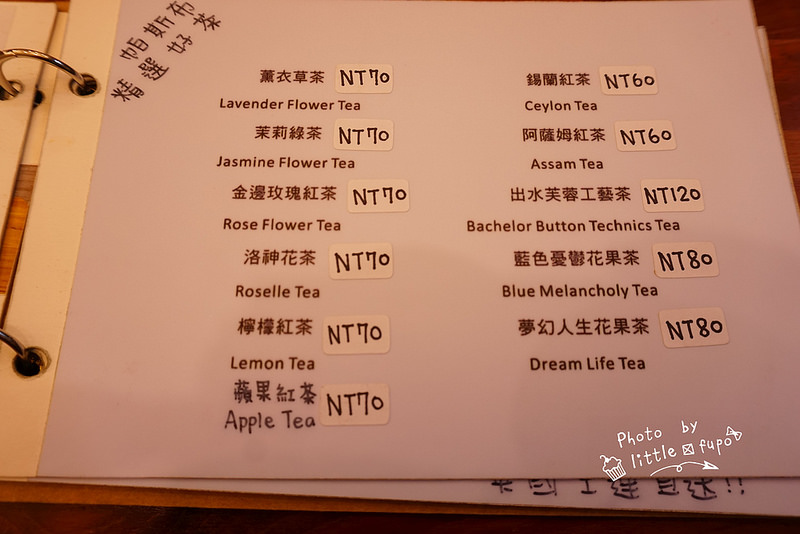 帕斯布
精選好茶
薰衣草茶 NT70
Lavender Flower Tea
茉莉綠茶 NT70
Jasmine Flower Tea
金邊玫瑰紅茶 NT70
Rose Flower Tea
洛神花茶 NT70
Roselle Tea
檸檬紅茶 NT70
Lemon Tea
蘋果紅茶 NT70
Apple Tea
錫蘭紅茶 NT60
Ceylon Tea
阿薩姆紅茶 NT60
Assam Tea
出水芙蓉工藝茶 NT120
Bachelor Button Technics Tea
藍色憂鬱花果茶 NT80
Blue Melancholy Tea
夢幻人生花果茶 NT80
Dream Life Tea
Photo by
little fupo